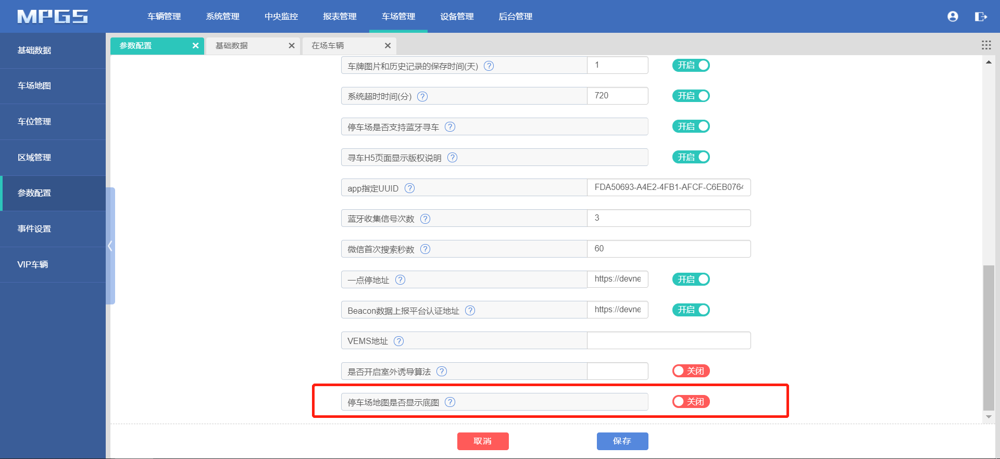 MPGS
车辆管理
系统管理
中央监控
报表管理
车场管理
设备管理
后台管理
基础数据
车场地图
车位管理
区域管理
参数配置
事件设置
VIP车辆
参数配置
基础数据
在场车辆
车牌图片和历史记录的保存时间(天) ? 1 开启
系统超时时间(分) ? 720 开启
停车场是否支持蓝牙寻车 ? 开启
寻车H5页面显示版权说明 ? 开启
app指定UUID ? FDA50693-A4E2-4FB1-AFCF-C6EB0764
蓝牙收集信号次数 ? 3
微信首次搜索秒数 ? 60
一点停地址 ? https://devne 开启
Beacon数据上报平台认证地址 ? https://devne 开启
VEMS地址 ?
是否开启室外诱导算法 ? 关闭
停车场地图是否显示底图 ? 关闭
取消
保存